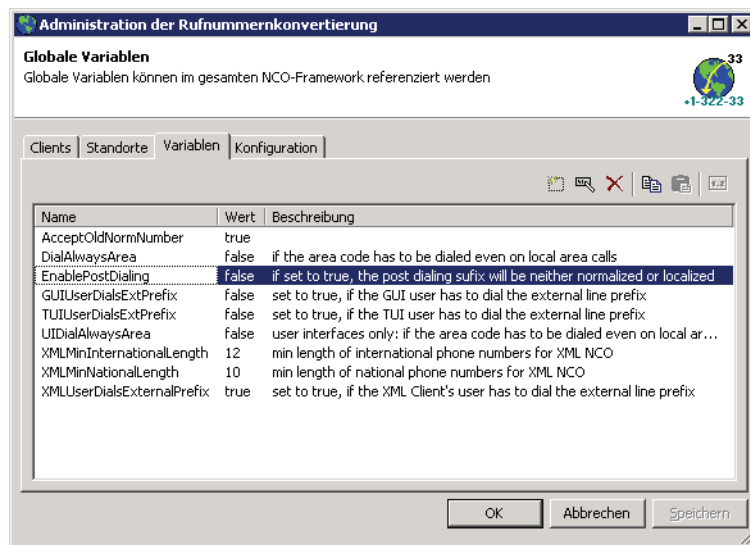 Administration der Rufnummernkonvertierung
Globale Variablen
Globale Variablen können im gesamten NCO-Framework referenziert werden
33
+1-322-33
Clients Standorte Variablen Konfiguration
Name Wert Beschreibung
AcceptOldNormNumber true
DialAlwaysArea false if the area code has to be dialed even on local area calls
EnablePostDialing false if set to true, the post dialing sufix will be neither normalized or localized
GUIUserDialsExtPrefix false set to true, if the GUI user has to dial the external line prefix
TUIUserDialsExtPrefix false set to true, if the TUI user has to dial the external line prefix
UIDialAlwaysArea false user interfaces only: if the area code has to be dialed even on local ar...
XMLMinInternationalLength 12 min length of international phone numbers for XML NCO
XMLMinNationalLength 10 min length of national phone numbers for XML NCO
XMLUserDialsExternalPrefix true set to true, if the XML Client's user has to dial the external line prefix
OK Abbrechen Speichern